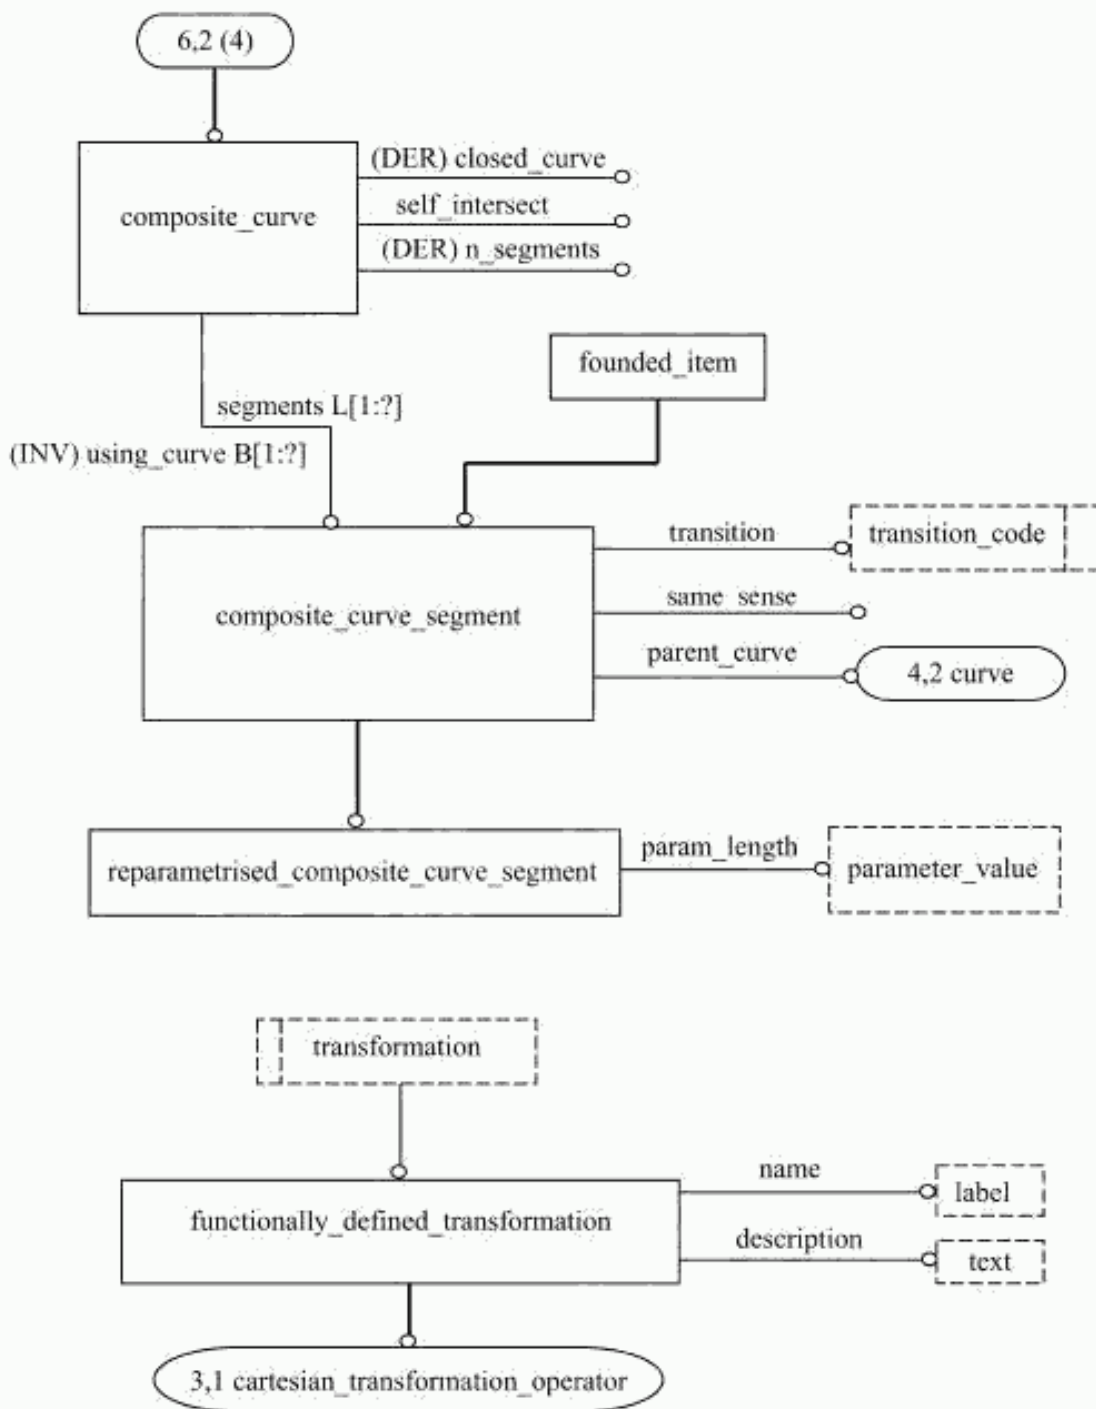 6,2 (4)
(DER) closed_curve
self_intersect
composite_curve
(DER) n_segments
founded_item
segments L[1:?]
(INV) using_curve B[1:?]
transition
transition_code
same_sense
composite_curve_segment
parent_curve
4,2 curve
param_length
reparametrised_composite_curve_segment
parameter_value
transformation
name
label
functionally_defined_transformation
description
text
3,1 cartesian_transformation_operator